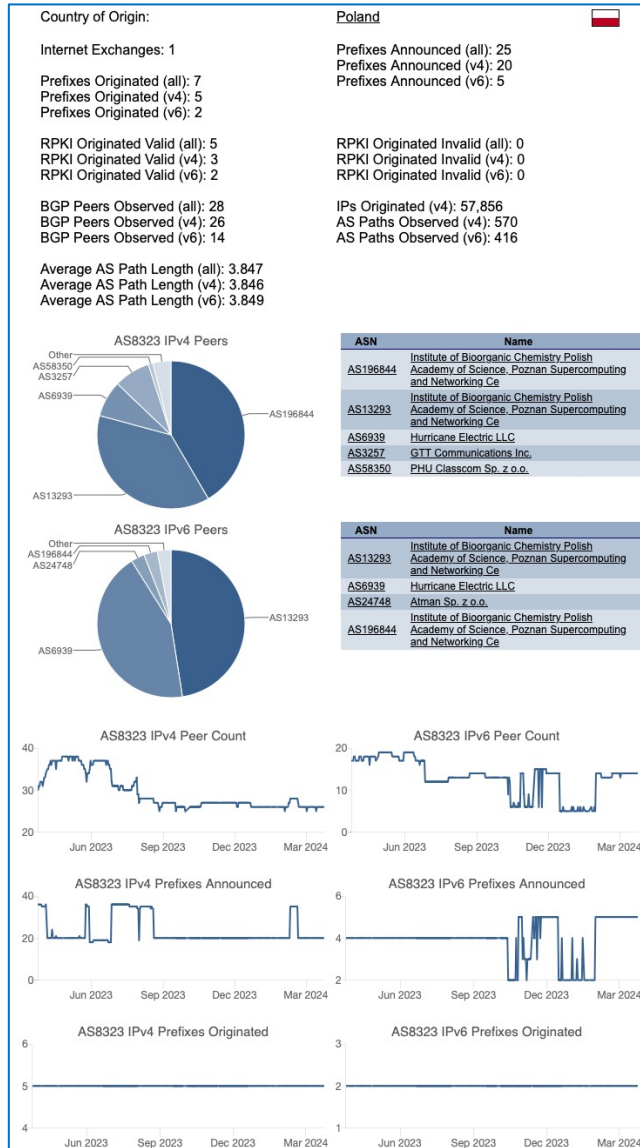 Country of Origin: Poland
Internet Exchanges: 1
Prefixes Announced (all): 25
Prefixes Announced (v4): 20
Prefixes Announced (v6): 5
Prefixes Originated (all): 7
Prefixes Originated (v4): 5
Prefixes Originated (v6): 2
RPKI Originated Valid (all): 5
RPKI Originated Valid (v4): 3
RPKI Originated Valid (v6): 2
RPKI Originated Invalid (all): 0
RPKI Originated Invalid (v4): 0
RPKI Originated Invalid (v6): 0
BGP Peers Observed (all): 28
BGP Peers Observed (v4): 26
BGP Peers Observed (v6): 14
IPs Originated (v4): 57,856
AS Paths Observed (v4): 570
AS Paths Observed (v6): 416
Average AS Path Length (all): 3.847
Average AS Path Length (v4): 3.846
Average AS Path Length (v6): 3.849
AS8323 IPv4 Peers
Other
AS58350
AS3257
AS6939
AS196844
AS13293
ASN Name
AS196844 Institute of Bioorganic Chemistry Polish
Academy of Science, Poznan Supercomputing
and Networking Ce
AS13293 Institute of Bioorganic Chemistry Polish
Academy of Science, Poznan Supercomputing
and Networking Ce
AS6939 Hurricane Electric LLC
AS3257 GTT Communications Inc.
AS58350 PHU Classcom Sp. z o.o.
AS8323 IPv6 Peers
Other
AS196844
AS24748
AS13293
AS6939
ASN Name
AS13293 Institute of Bioorganic Chemistry Polish
Academy of Science, Poznan Supercomputing
and Networking Ce
AS6939 Hurricane Electric LLC
AS24748 Atman Sp. z o.o.
AS196844 Institute of Bioorganic Chemistry Polish
Academy of Science, Poznan Supercomputing
and Networking Ce
AS8323 IPv4 Peer Count
40
30
20
Jun 2023 Sep 2023 Dec 2023 Mar 2024
AS8323 IPv6 Peer Count
20
10
0
Jun 2023 Sep 2023 Dec 2023 Mar 2024
AS8323 IPv4 Prefixes Announced
40
20
0
Jun 2023 Sep 2023 Dec 2023 Mar 2024
AS8323 IPv6 Prefixes Announced
6
4
2
Jun 2023 Sep 2023 Dec 2023 Mar 2024
AS8323 IPv4 Prefixes Originated
6
5
4
Jun 2023 Sep 2023 Dec 2023 Mar 2024
AS8323 IPv6 Prefixes Originated
3
2
1
Jun 2023 Sep 2023 Dec 2023 Mar 2024